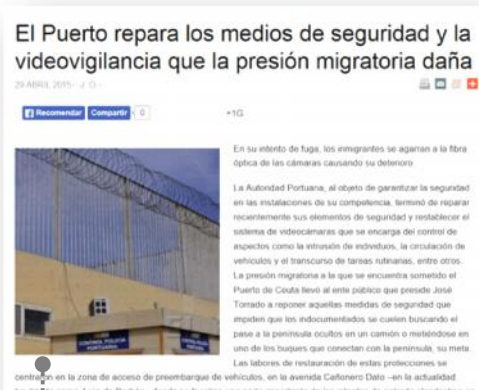 El Puerto repara los medios de seguridad y la
videovigilancia que la presión migratoria daña
29 ABRIL 2015- J. O.-
Recomendar Compartir 0 +1G
En su intento de fuga, los inmigrantes se agarran a la fibra
óptica de las cámaras causando su deterioro
La Autoridad Portuaria, al objeto de garantizar la seguridad
en las instalaciones de su competencia, terminó de reparar
recientemente sus elementos de seguridad y restablecer el
sistema de videocámaras que se encarga del control de
aspectos como la intrusión de individuos, la circulación de
vehículos y el transcurso de tareas rutinarias, entre otros.
La presión migratoria a la que se encuentra sometido el
Puerto de Ceuta llevó al ente público que preside José
Torrado a reponer aquellas medidas de seguridad que
impiden que los indocumentados se cuelen buscando el
pase a la península ocultos en un camión o metiéndose en
uno de los buques que conectan con la península, su meta.
Las labores de restauración de estas protecciones se
centraron en la zona de acceso de preembarque de vehículos, en la avenida Cañonero Dato –en la actualidad
CONTROL POLICIA
PORTUARIO